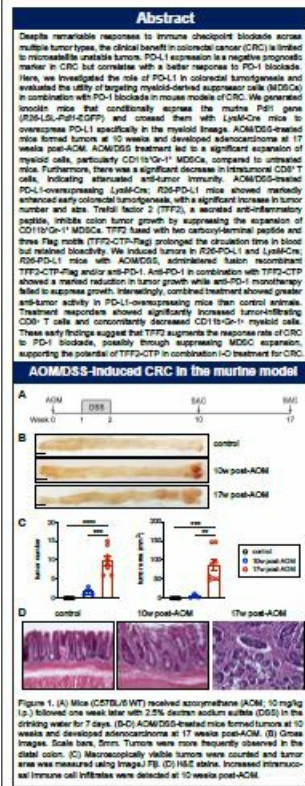 Abstract
Despite remarkable responses to immune checkpoint blockade across
multiple tumor types, the clinical benefit in colorectal cancer (CRC) is limited
to microsatellite unstable tumors. PD-L1 expression is a negative prognostic
marker in CRC but correlates with a better response to PD-1 blockade.
Here, we investigated the role of PD-L1 in colorectal tumorigenesis and
evaluated the utility of targeting myeloid-derived suppressor cells (MDSCs)
in combination with PD-1 blockade in mouse models of CRC. We generated
knockin mice that conditionally express the murine Pdl1 gene
(R26-LSL-Pdl1-EGFP) and crossed them with LysM-Cre mice to
overexpress PD-L1 specifically in the myeloid lineage. AOM/DSS-treated
mice formed tumors at 10 weeks and developed adenocarcinoma at 17
weeks post-AOM. AOM/DSS treatment led to a significant expansion of
myeloid cells, particularly CD11b⁺Gr-1⁺ MDSCs, compared to untreated
mice. Furthermore, there was a significant decrease in intratumoral CD8⁺ T
cells, indicating attenuated anti-tumor immunity. AOM/DSS-treated
PD-L1-overexpressing LysM-Cre; R26-PD-L1 mice showed markedly
enhanced early colorectal tumorigenesis, with a significant increase in tumor
number and size. Trefoil factor 2 (TFF2), a secreted anti-inflammatory
peptide, inhibits colon tumor growth by suppressing the expansion of
CD11b⁺Gr-1⁺ MDSCs. TFF2 fused with two carboxyl-terminal peptide and
three Flag motifs (TFF2-CTP-Flag) prolonged the circulation time in blood
but retained bioactivity. We induced tumors in R26-PD-L1 and LysM-Cre;
R26-PD-L1 mice with AOM/DSS, administered fusion recombinant
TFF2-CTP-Flag and/or anti-PD-1. Anti-PD-1 in combination with TFF2-CTP
showed a marked reduction in tumor growth while anti-PD-1 monotherapy
failed to suppress growth. Interestingly, combined treatment showed greater
anti-tumor activity in PD-L1-overexpressing mice than control animals.
Treatment responders showed significantly increased tumor-infiltrating
CD8⁺ T cells and concomitantly decreased CD11b⁺Gr-1⁺ myeloid cells.
These early findings suggest that TFF2 augments the response rate of CRC
to PD-1 blockade, possibly through suppressing MDSC expansion,
supporting the potential of TFF2-CTP in combination I-O treatment for CRC.
AOM/DSS-induced CRC in the murine model
A
AOM
DSS
SAC
SAC
Week 0 1 2 10 17
B
control
10w post-AOM
17w post-AOM
C
tumor number
tumor area (mm²)
control
10w post-AOM
17w post-AOM
D
control 10w post-AOM 17w post-AOM
Figure 1. (A) Mice (C57BL/6 WT) received azoxymethane (AOM; 10 mg/kg
i.p.) followed one week later with 2.5% dextran sodium sulfate (DSS) in the
drinking water for 7 days. (B-D) AOM/DSS-treated mice formed tumors at 10
weeks and developed adenocarcinoma at 17 weeks post-AOM. (B) Gross
images. Scale bars, 5mm. Tumors were more frequently observed in the
distal colon. (C) Macroscopically visible tumors were counted and tumor
area was measured using ImageJ Fiji. (D) H&E stains. Increased intramuco-
sal immune cell infiltrates were detected at 10 weeks post-AOM.